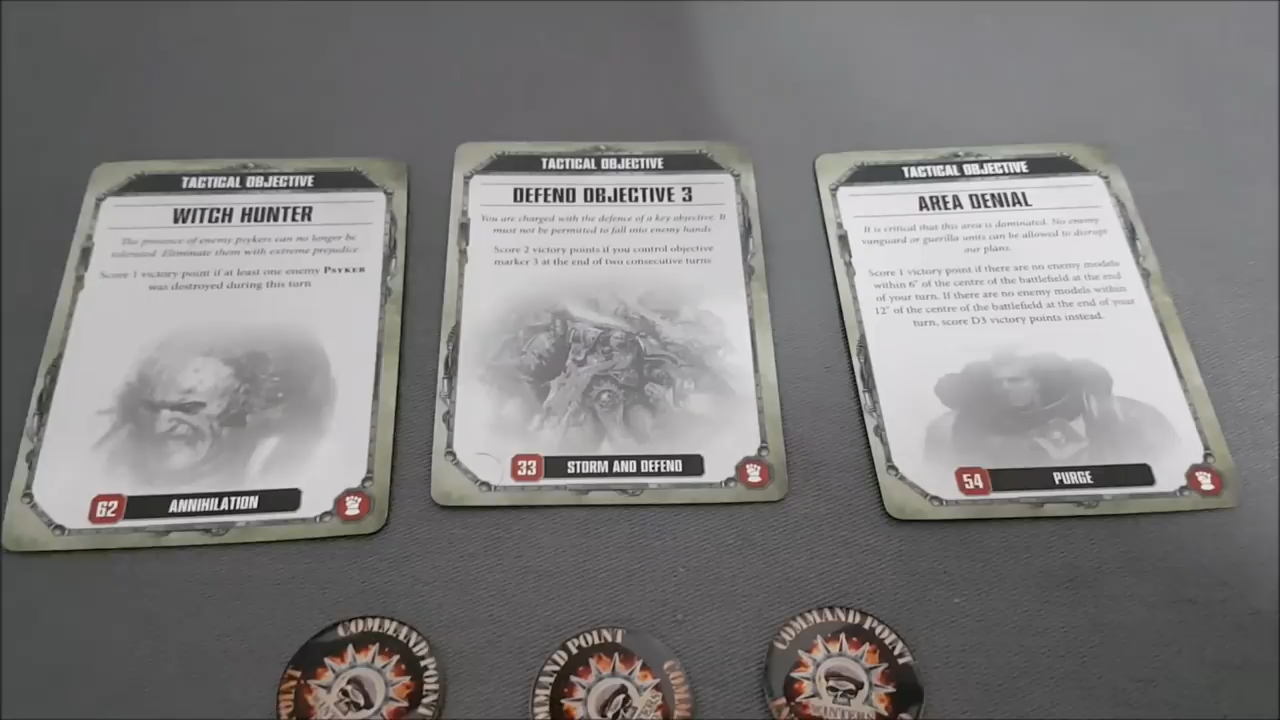 TACTICAL OBJECTIVE
WITCH HUNTER
The presence of enemy psykers can no longer be
tolerated. Eliminate them with extreme prejudice
Score 1 victory point if at least one enemy PSYKER
was destroyed during this turn
62
ANNIHILATION
TACTICAL OBJECTIVE
DEFEND OBJECTIVE 3
You are charged with the defence of a key objective. It
must not be permitted to fall into enemy hands.
Score 2 victory points if you control objective
marker 3 at the end of two consecutive turns
33
STORM AND DEFEND
TACTICAL OBJECTIVE
AREA DENIAL
It is critical that this area is dominated. No enemy
vanguard or guerilla units can be allowed to disrupt
our plans.
Score 1 victory point if there are no enemy models
within 6" of the centre of the battlefield at the end
of your turn. If there are no enemy models within
12" of the centre of the battlefield at the end of your
turn, score D3 victory points instead.
54
PURGE
COMMAND POINT
POINT
MMAND POINT
COMM
COMMAND POINT
WINTERS